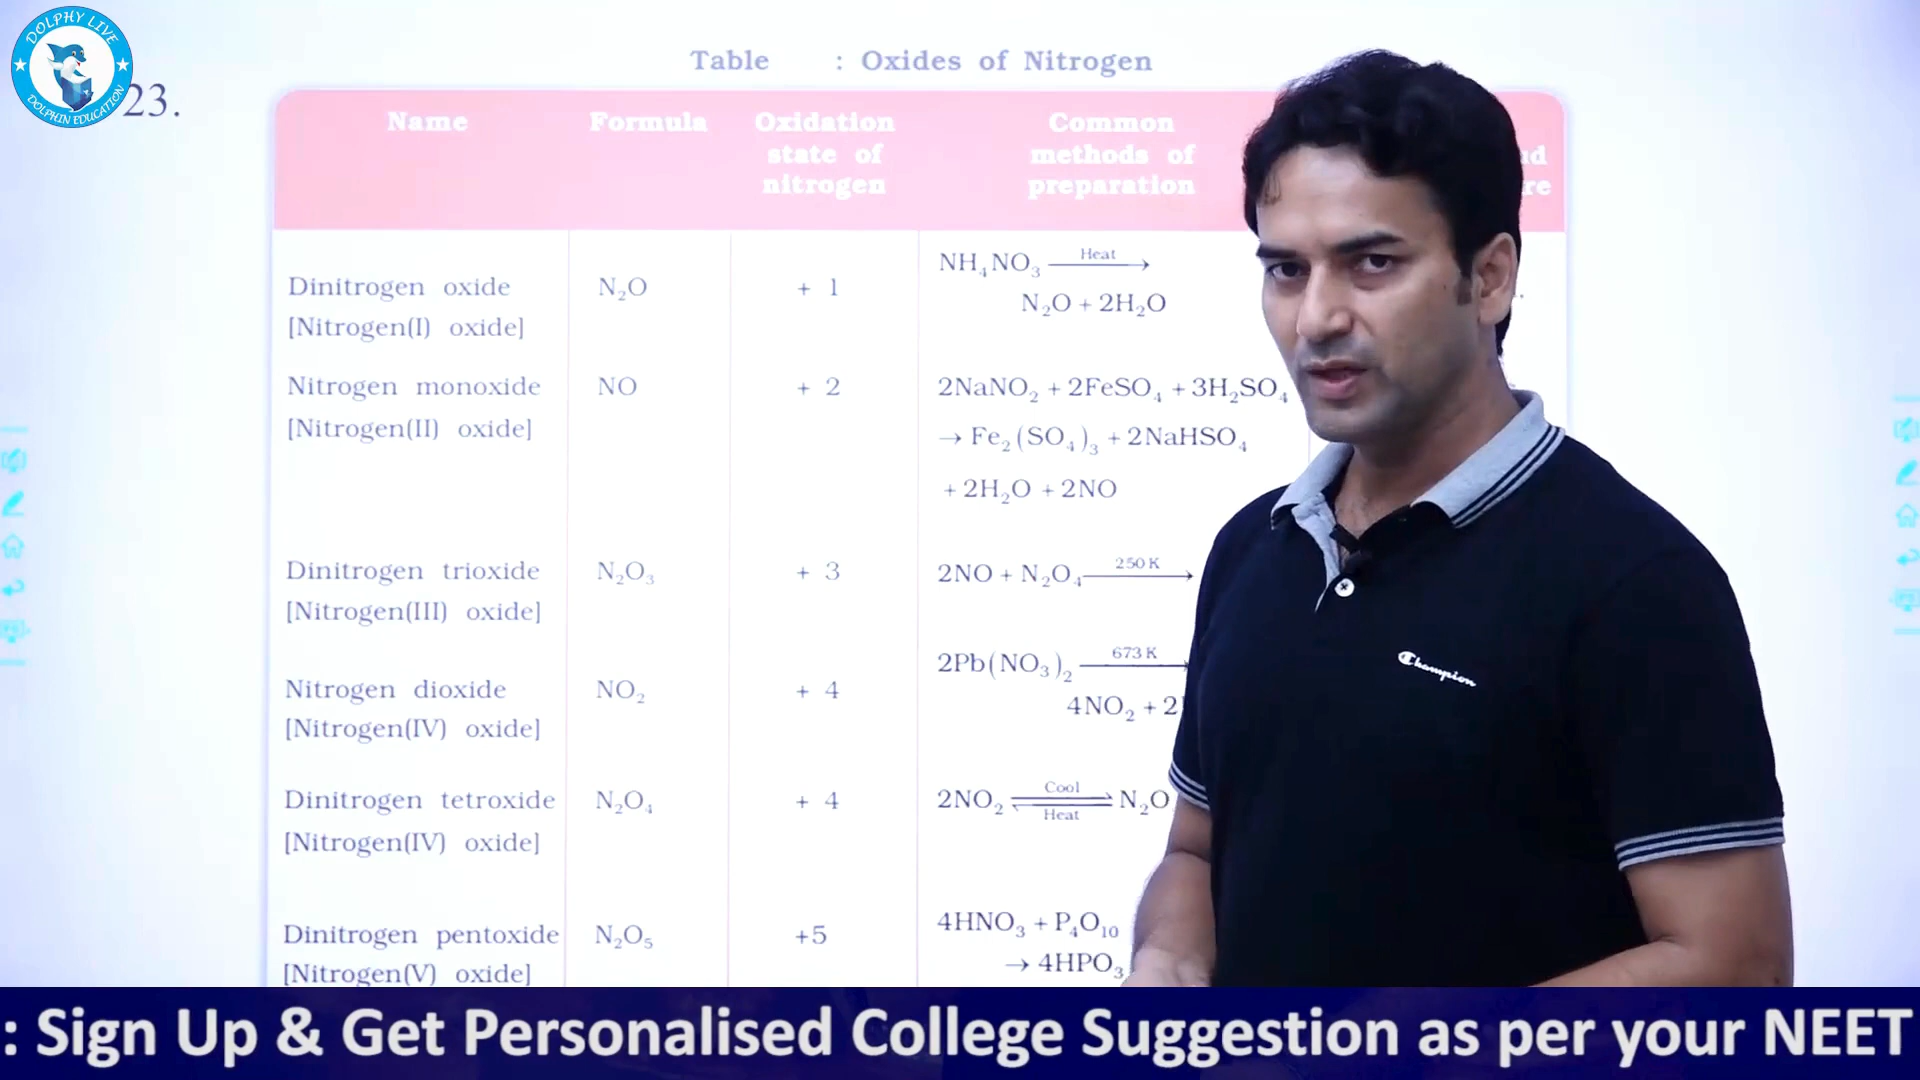 DOLPHY LIVE
DOLPHIN EDUCATION
23.
Table : Oxides of Nitrogen
Name Formula Oxidation state of nitrogen Common methods of preparation
Dinitrogen oxide [Nitrogen(I) oxide] N₂O + 1 NH₄NO₃ —Heat→ N₂O + 2H₂O
Nitrogen monoxide [Nitrogen(II) oxide] NO + 2 2NaNO₂ + 2FeSO₄ + 3H₂SO₄ → Fe₂(SO₄)₃ + 2NaHSO₄ + 2H₂O + 2NO
Dinitrogen trioxide [Nitrogen(III) oxide] N₂O₃ + 3 2NO + N₂O₄ —250 K→
Nitrogen dioxide [Nitrogen(IV) oxide] NO₂ + 4 2Pb(NO₃)₂ —673 K→ 4NO₂ + 2
Dinitrogen tetroxide [Nitrogen(IV) oxide] N₂O₄ + 4 2NO₂ Cool ⇌ Heat N₂O
Dinitrogen pentoxide [Nitrogen(V) oxide] N₂O₅ +5 4HNO₃ + P₄O₁₀ → 4HPO₃
Champion
: Sign Up & Get Personalised College Suggestion as per your NEET